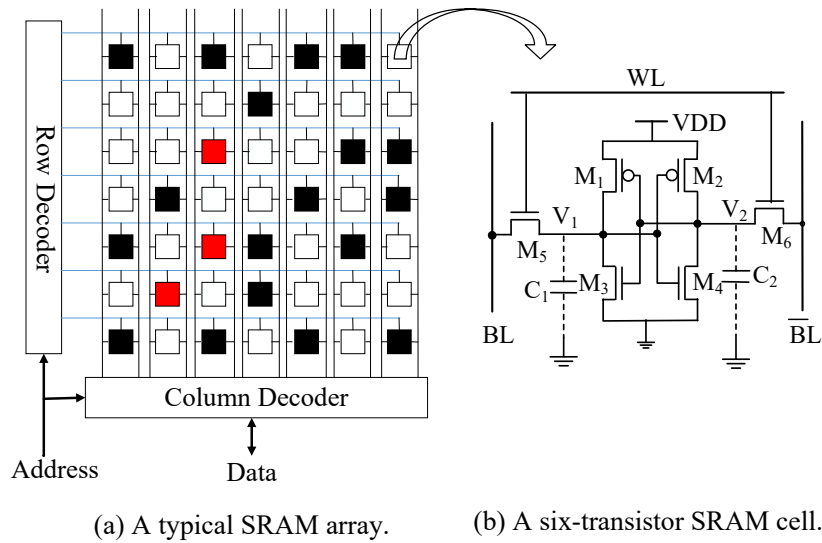 Row Decoder
Column Decoder
Address
Data
(a) A typical SRAM array.
WL
VDD
M1
M2
V1
V2
M5
M6
M3
M4
C1
C2
BL
B̅L̅
(b) A six-transistor SRAM cell.